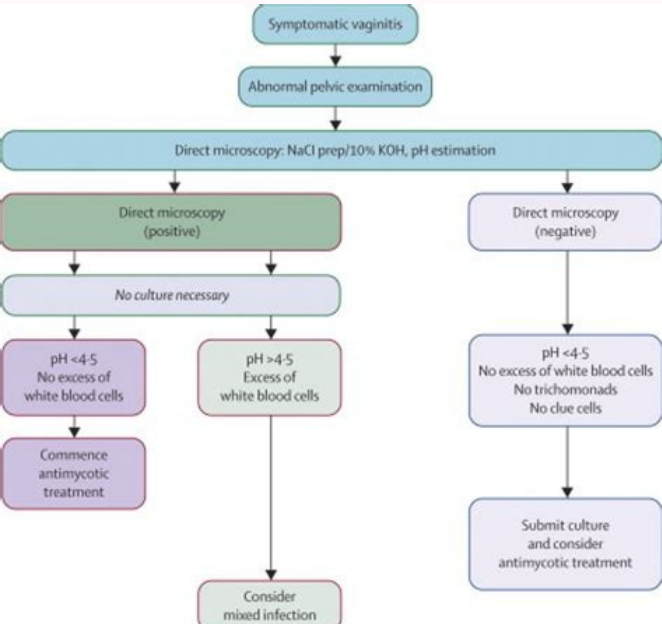 Symptomatic vaginitis
Abnormal pelvic examination
Direct microscopy: NaCl prep/10% KOH, pH estimation
Direct microscopy
(positive)
Direct microscopy
(negative)
No culture necessary
pH <4·5
No excess of
white blood cells
pH >4·5
Excess of
white blood cells
pH <4·5
No excess of white blood cells
No trichomonads
No clue cells
Commence
antimycotic
treatment
Submit culture
and consider
antimycotic treatment
Consider
mixed infection